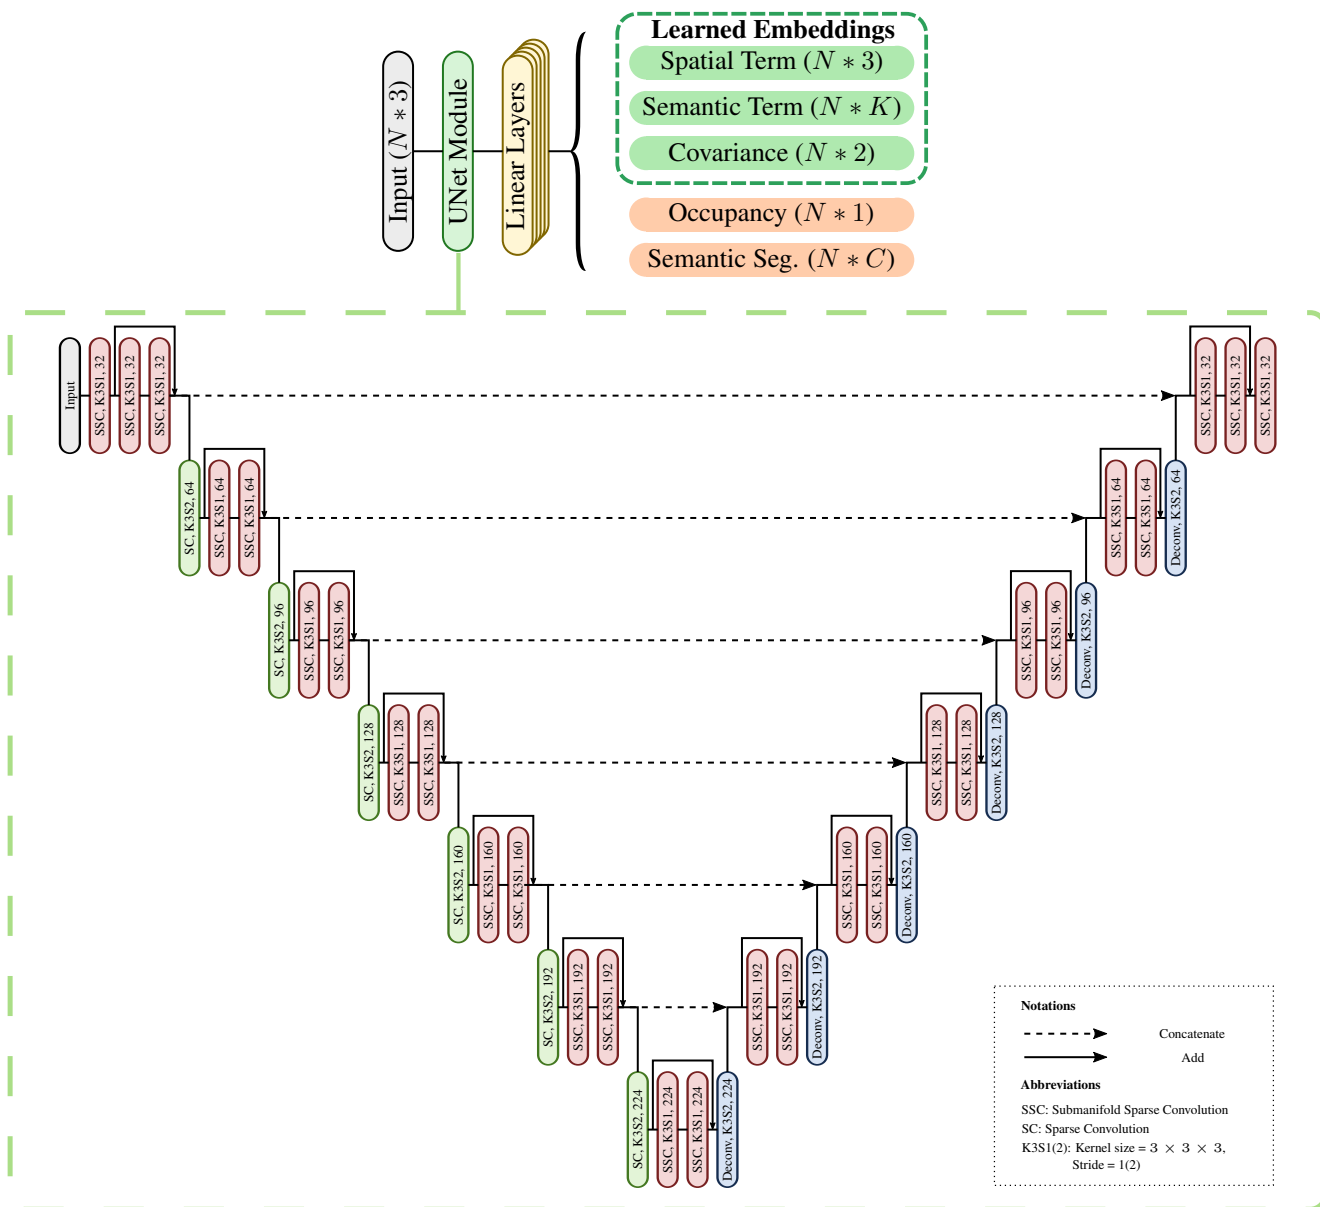 Learned Embeddings
Input (N * 3)
UNet Module
Linear Layers
Spatial Term (N * 3)
Semantic Term (N * K)
Covariance (N * 2)
Occupancy (N * 1)
Semantic Seg. (N * C)
Input
SSC, K3S1, 32
SSC, K3S1, 32
SSC, K3S1, 32
SSC, K3S1, 32
SSC, K3S1, 32
SSC, K3S1, 32
SC, K3S2, 64
SSC, K3S1, 64
SSC, K3S1, 64
SSC, K3S1, 64
SSC, K3S1, 64
Deconv, K3S2, 64
SC, K3S2, 96
SSC, K3S1, 96
SSC, K3S1, 96
SSC, K3S1, 96
SSC, K3S1, 96
Deconv, K3S2, 96
SC, K3S2, 128
SSC, K3S1, 128
SSC, K3S1, 128
SSC, K3S1, 128
SSC, K3S1, 128
Deconv, K3S2, 128
SC, K3S2, 160
SSC, K3S1, 160
SSC, K3S1, 160
SSC, K3S1, 160
SSC, K3S1, 160
Deconv, K3S2, 160
SC, K3S2, 192
SSC, K3S1, 192
SSC, K3S1, 192
SSC, K3S1, 192
SSC, K3S1, 192
Deconv, K3S2, 192
SC, K3S2, 224
SSC, K3S1, 224
SSC, K3S1, 224
Deconv, K3S2, 224
Notations
Concatenate
Add
Abbreviations
SSC: Submanifold Sparse Convolution
SC: Sparse Convolution
K3S1(2): Kernel size = 3 × 3 × 3,
Stride = 1(2)